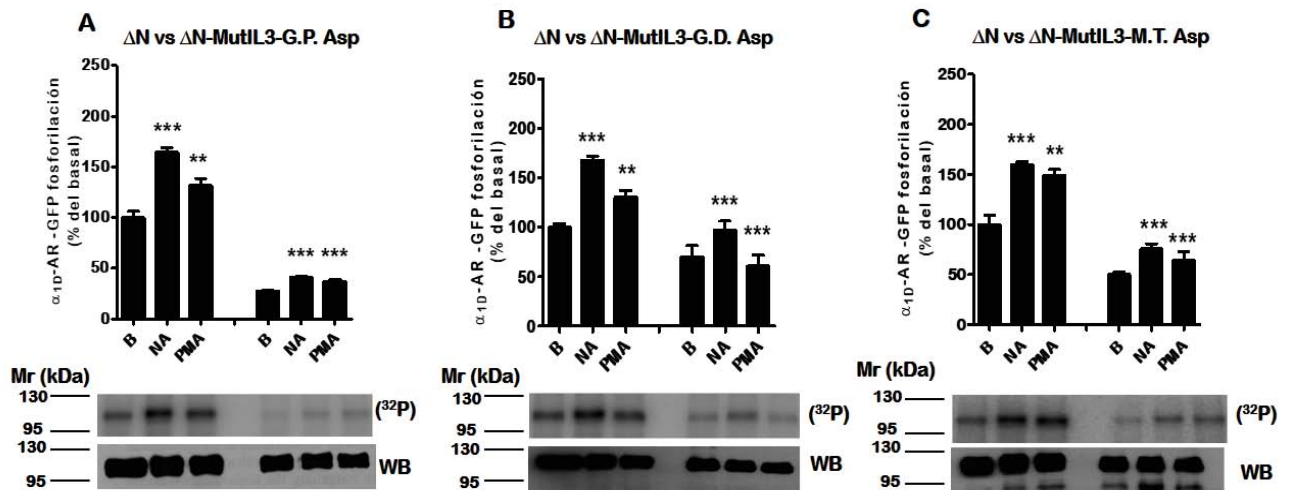 A
ΔN vs ΔN-MutIL3-G.P. Asp
α1D-AR -GFP fosforilación
(% del basal)
250
200
150
100
50
0
***
**
*** ***
B NA PMA B NA PMA
Mr (kDa)
130
95
(³²P)
130
95
WB
B
ΔN vs ΔN-MutIL3-G.D. Asp
α1D-AR -GFP fosforilación
(% del basal)
250
200
150
100
50
0
***
**
***
***
B NA PMA B NA PMA
Mr (kDa)
130
95
(³²P)
130
95
WB
C
ΔN vs ΔN-MutIL3-M.T. Asp
α1D-AR -GFP fosforilación
(% del basal)
250
200
150
100
50
0
***
**
***
***
B NA PMA B NA PMA
Mr (kDa)
130
95
(³²P)
130
95
WB